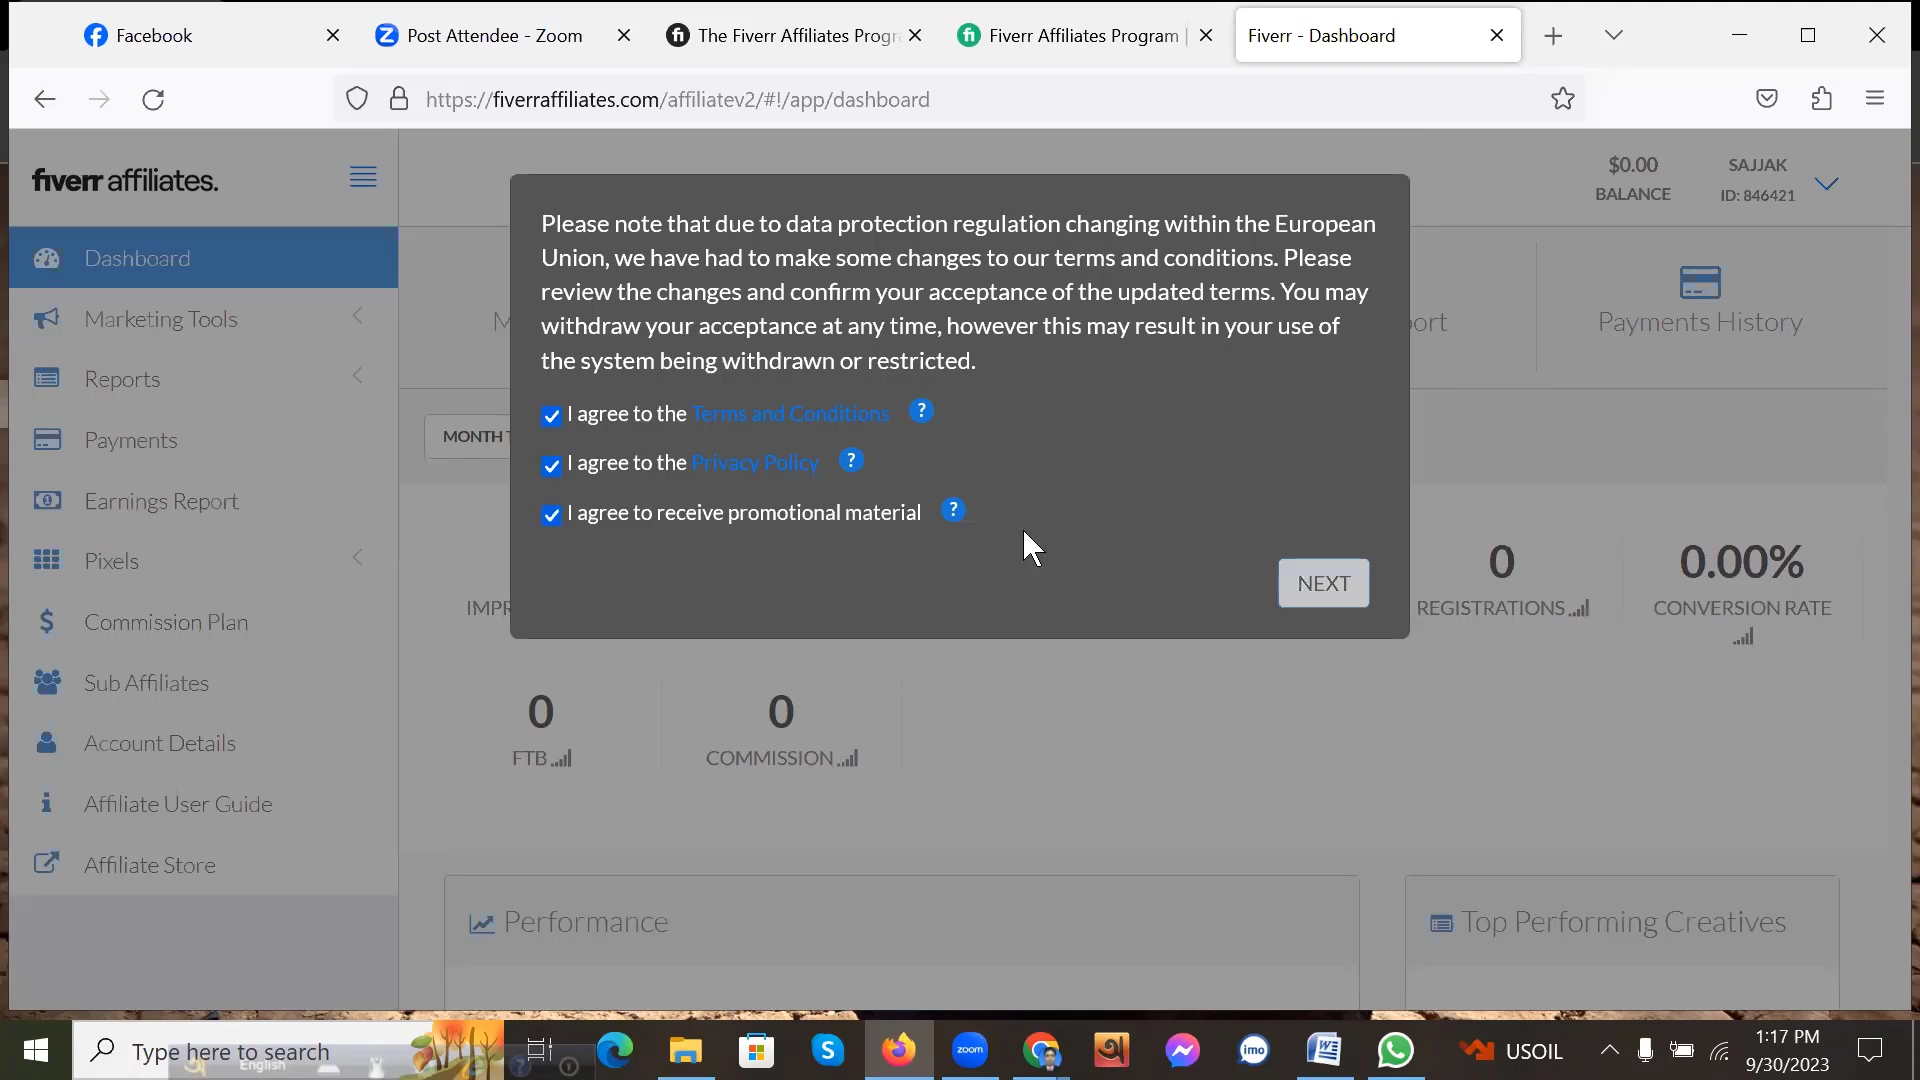 Facebook
Post Attendee - Zoom
The Fiverr Affiliates Progr
Fiverr Affiliates Program |
Fiverr - Dashboard
https://fiverraffiliates.com/affiliatev2/#!/app/dashboard
fiverr affiliates.
$0.00
BALANCE
SAJJAK
ID: 846421
Dashboard
Marketing Tools
Reports
Payments
Earnings Report
Pixels
Commission Plan
Sub Affiliates
Account Details
Affiliate User Guide
Affiliate Store
Please note that due to data protection regulation changing within the European
Union, we have had to make some changes to our terms and conditions. Please
review the changes and confirm your acceptance of the updated terms. You may
withdraw your acceptance at any time, however this may result in your use of
the system being withdrawn or restricted.
I agree to the Terms and Conditions ?
I agree to the Privacy Policy ?
I agree to receive promotional material ?
NEXT
M
ort
Payments History
MONTH T
IMPR
0
REGISTRATIONS
0.00%
CONVERSION RATE
0
FTB
0
COMMISSION
Performance
Top Performing Creatives
Type here to search
English
zoom
imo
USOIL
1:17 PM
9/30/2023